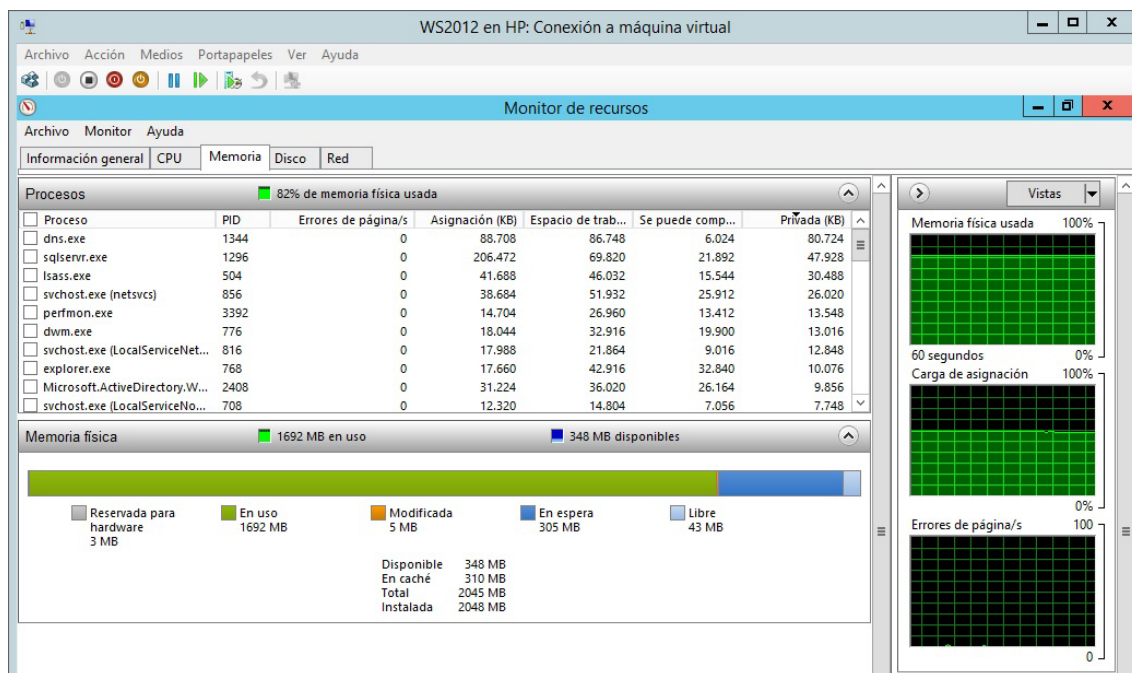 WS2012 en HP: Conexión a máquina virtual
Archivo Acción Medios Portapapeles Ver Ayuda
Monitor de recursos
Archivo Monitor Ayuda
Información general CPU Memoria Disco Red
Procesos 82% de memoria física usada
Proceso PID Errores de página/s Asignación (KB) Espacio de trab... Se puede comp... Privada (KB)
dns.exe 1344 0 88.708 86.748 6.024 80.724
sqlservr.exe 1296 0 206.472 69.820 21.892 47.928
lsass.exe 504 0 41.688 46.032 15.544 30.488
svchost.exe (netsvcs) 856 0 38.684 51.932 25.912 26.020
perfmon.exe 3392 0 14.704 26.960 13.412 13.548
dwm.exe 776 0 18.044 32.916 19.900 13.016
svchost.exe (LocalServiceNet... 816 0 17.988 21.864 9.016 12.848
explorer.exe 768 0 17.660 42.916 32.840 10.076
Microsoft.ActiveDirectory.W... 2408 0 31.224 36.020 26.164 9.856
svchost.exe (LocalServiceNo... 708 0 12.320 14.804 7.056 7.748
Memoria física 1692 MB en uso 348 MB disponibles
Reservada para hardware 3 MB
En uso 1692 MB
Modificada 5 MB
En espera 305 MB
Libre 43 MB
Disponible 348 MB
En caché 310 MB
Total 2045 MB
Instalada 2048 MB
Vistas
Memoria física usada 100%
60 segundos 0%
Carga de asignación 100%
0%
Errores de página/s 100
0